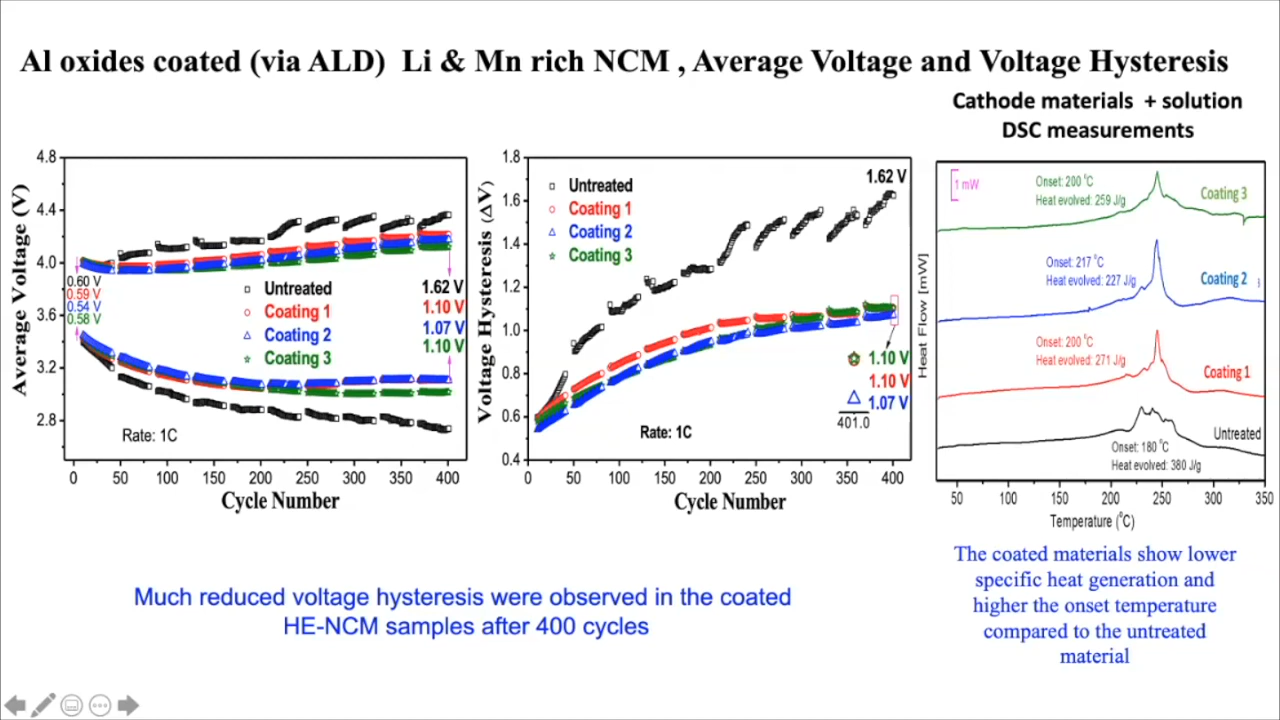 Al oxides coated (via ALD) Li & Mn rich NCM , Average Voltage and Voltage Hysteresis
Cathode materials + solution
DSC measurements
Average Voltage (V)
4.8
4.4
4.0
3.6
3.2
2.8
0.60 V
0.59 V
0.54 V
0.58 V
Untreated
Coating 1
Coating 2
Coating 3
1.62 V
1.10 V
1.07 V
1.10 V
Rate: 1C
0 50 100 150 200 250 300 350 400
Cycle Number
Voltage Hysteresis (ΔV)
1.8
1.6
1.4
1.2
1.0
0.8
0.6
0.4
Untreated
Coating 1
Coating 2
Coating 3
1.62 V
1.10 V
1.10 V
1.07 V
401.0
Rate: 1C
0 50 100 150 200 250 300 350 400
Cycle Number
Heat Flow [mW]
1 mW
Onset: 200 °C
Heat evolved: 259 J/g
Coating 3
Onset: 217 °C
Heat evolved: 227 J/g
Coating 2
Onset: 200 °C
Heat evolved: 271 J/g
Coating 1
Untreated
Onset: 180 °C
Heat evolved: 380 J/g
50 100 150 200 250 300 350
Temperature (°C)
Much reduced voltage hysteresis were observed in the coated
HE-NCM samples after 400 cycles
The coated materials show lower
specific heat generation and
higher the onset temperature
compared to the untreated
material